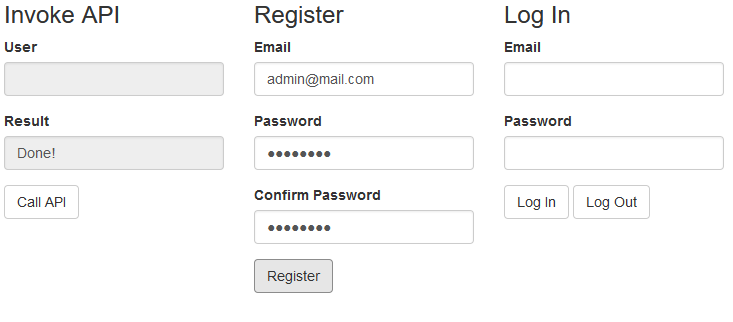 Invoke API
User
Result
Done!
Call API
Register
Email
admin@mail.com
Password
●●●●●●●●
Confirm Password
●●●●●●●●
Register
Log In
Email
Password
Log In Log Out